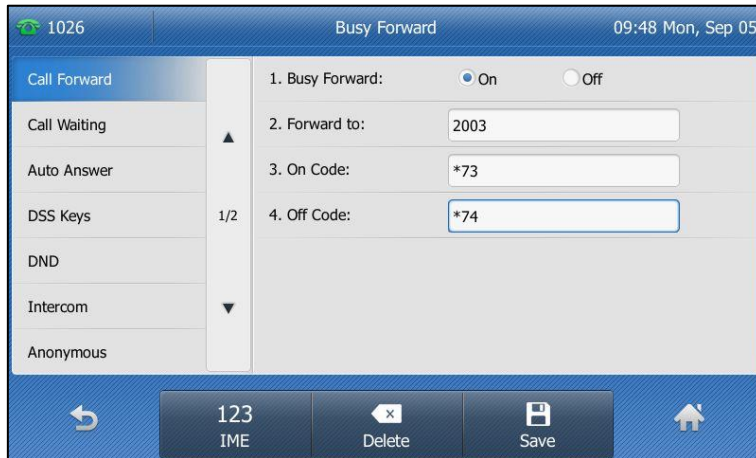 1026 Busy Forward 09:48 Mon, Sep 05
Call Forward 1. Busy Forward: On Off
Call Waiting 2. Forward to: 2003
Auto Answer 3. On Code: *73
DSS Keys 1/2 4. Off Code: *74
DND
Intercom
Anonymous
123
IME Delete Save